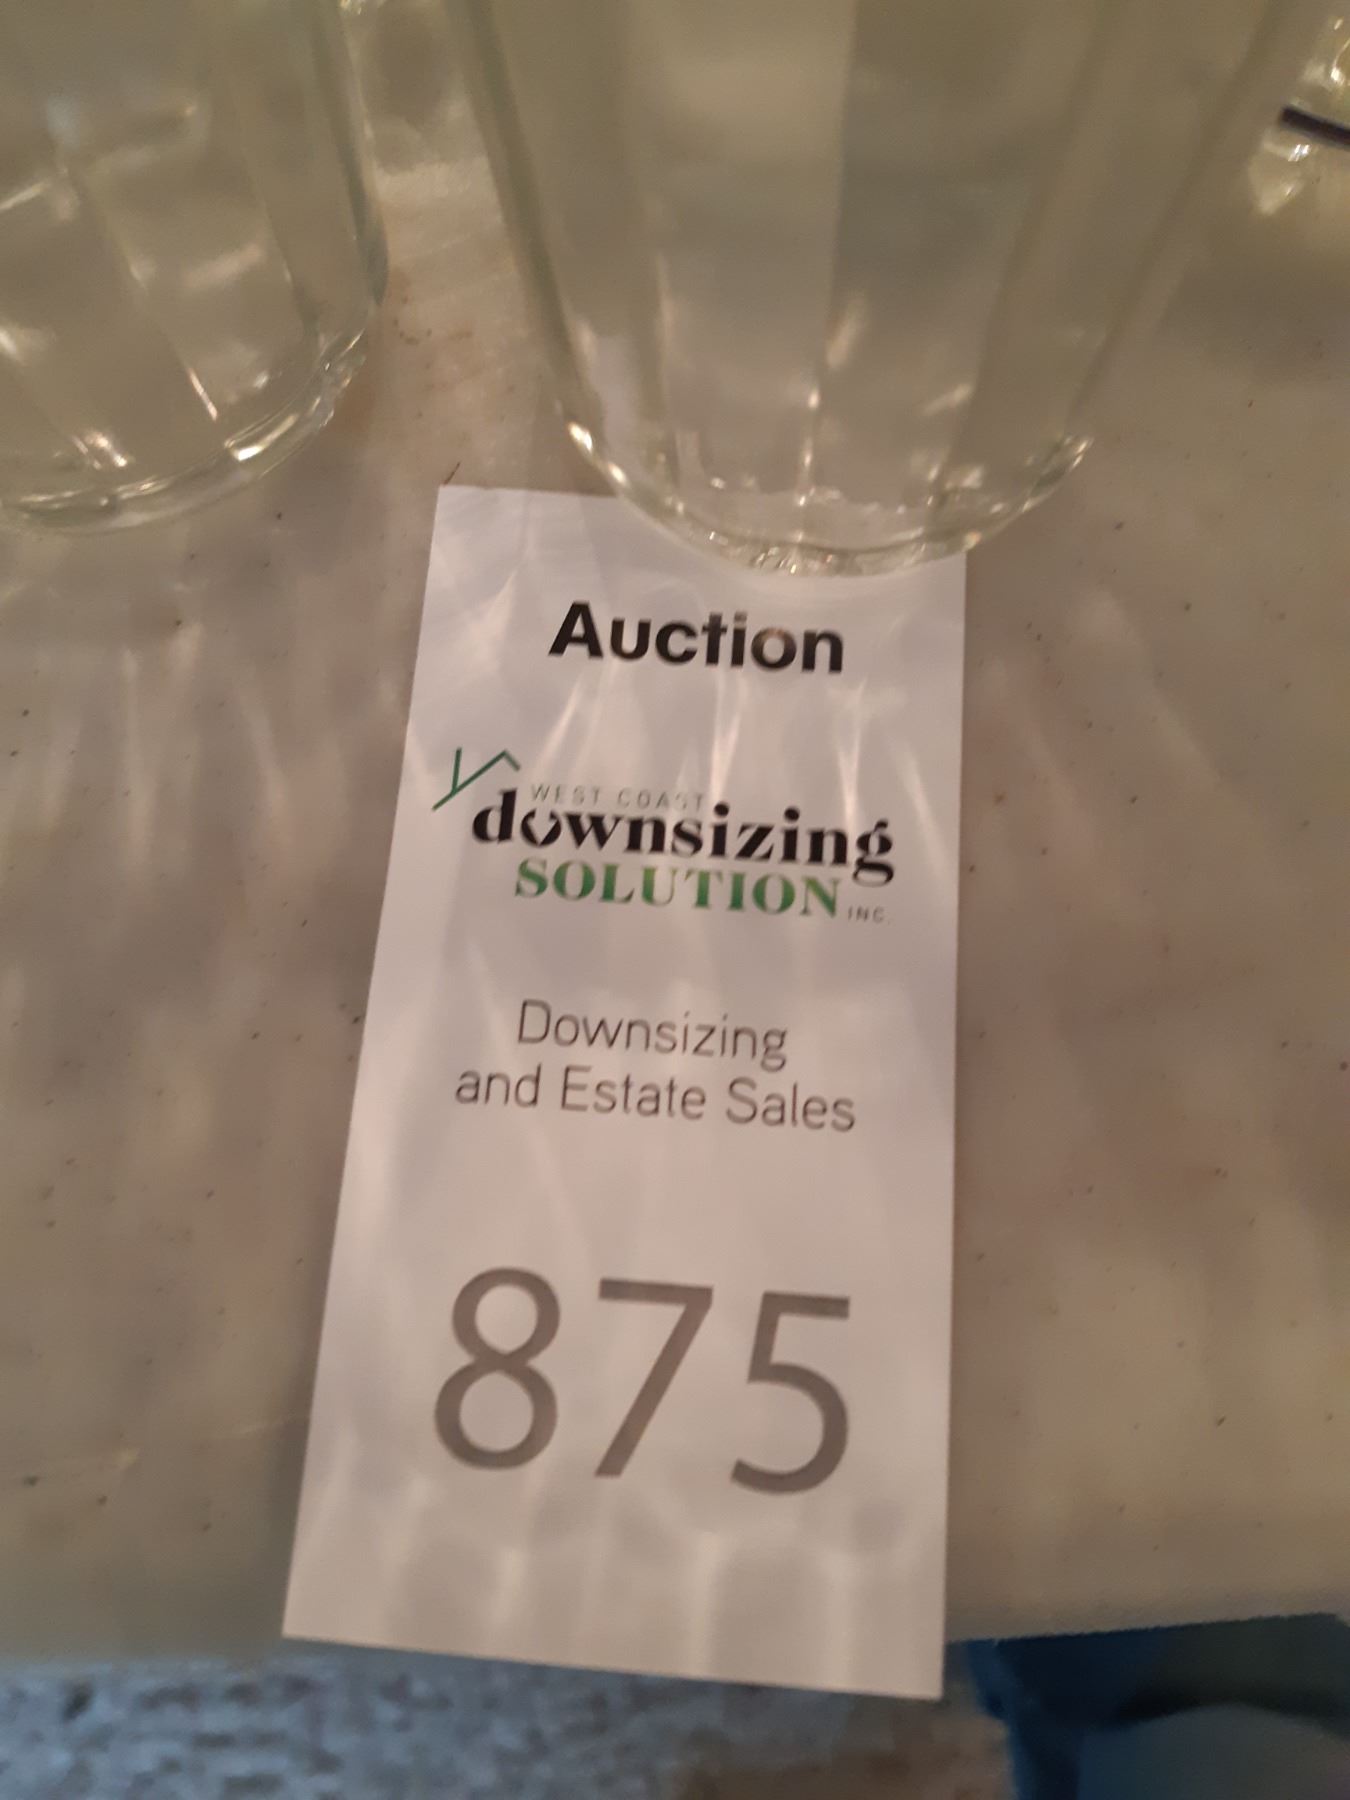 Auction
WEST COAST
downsizing
SOLUTION INC.
Downsizing
and Estate Sales
875